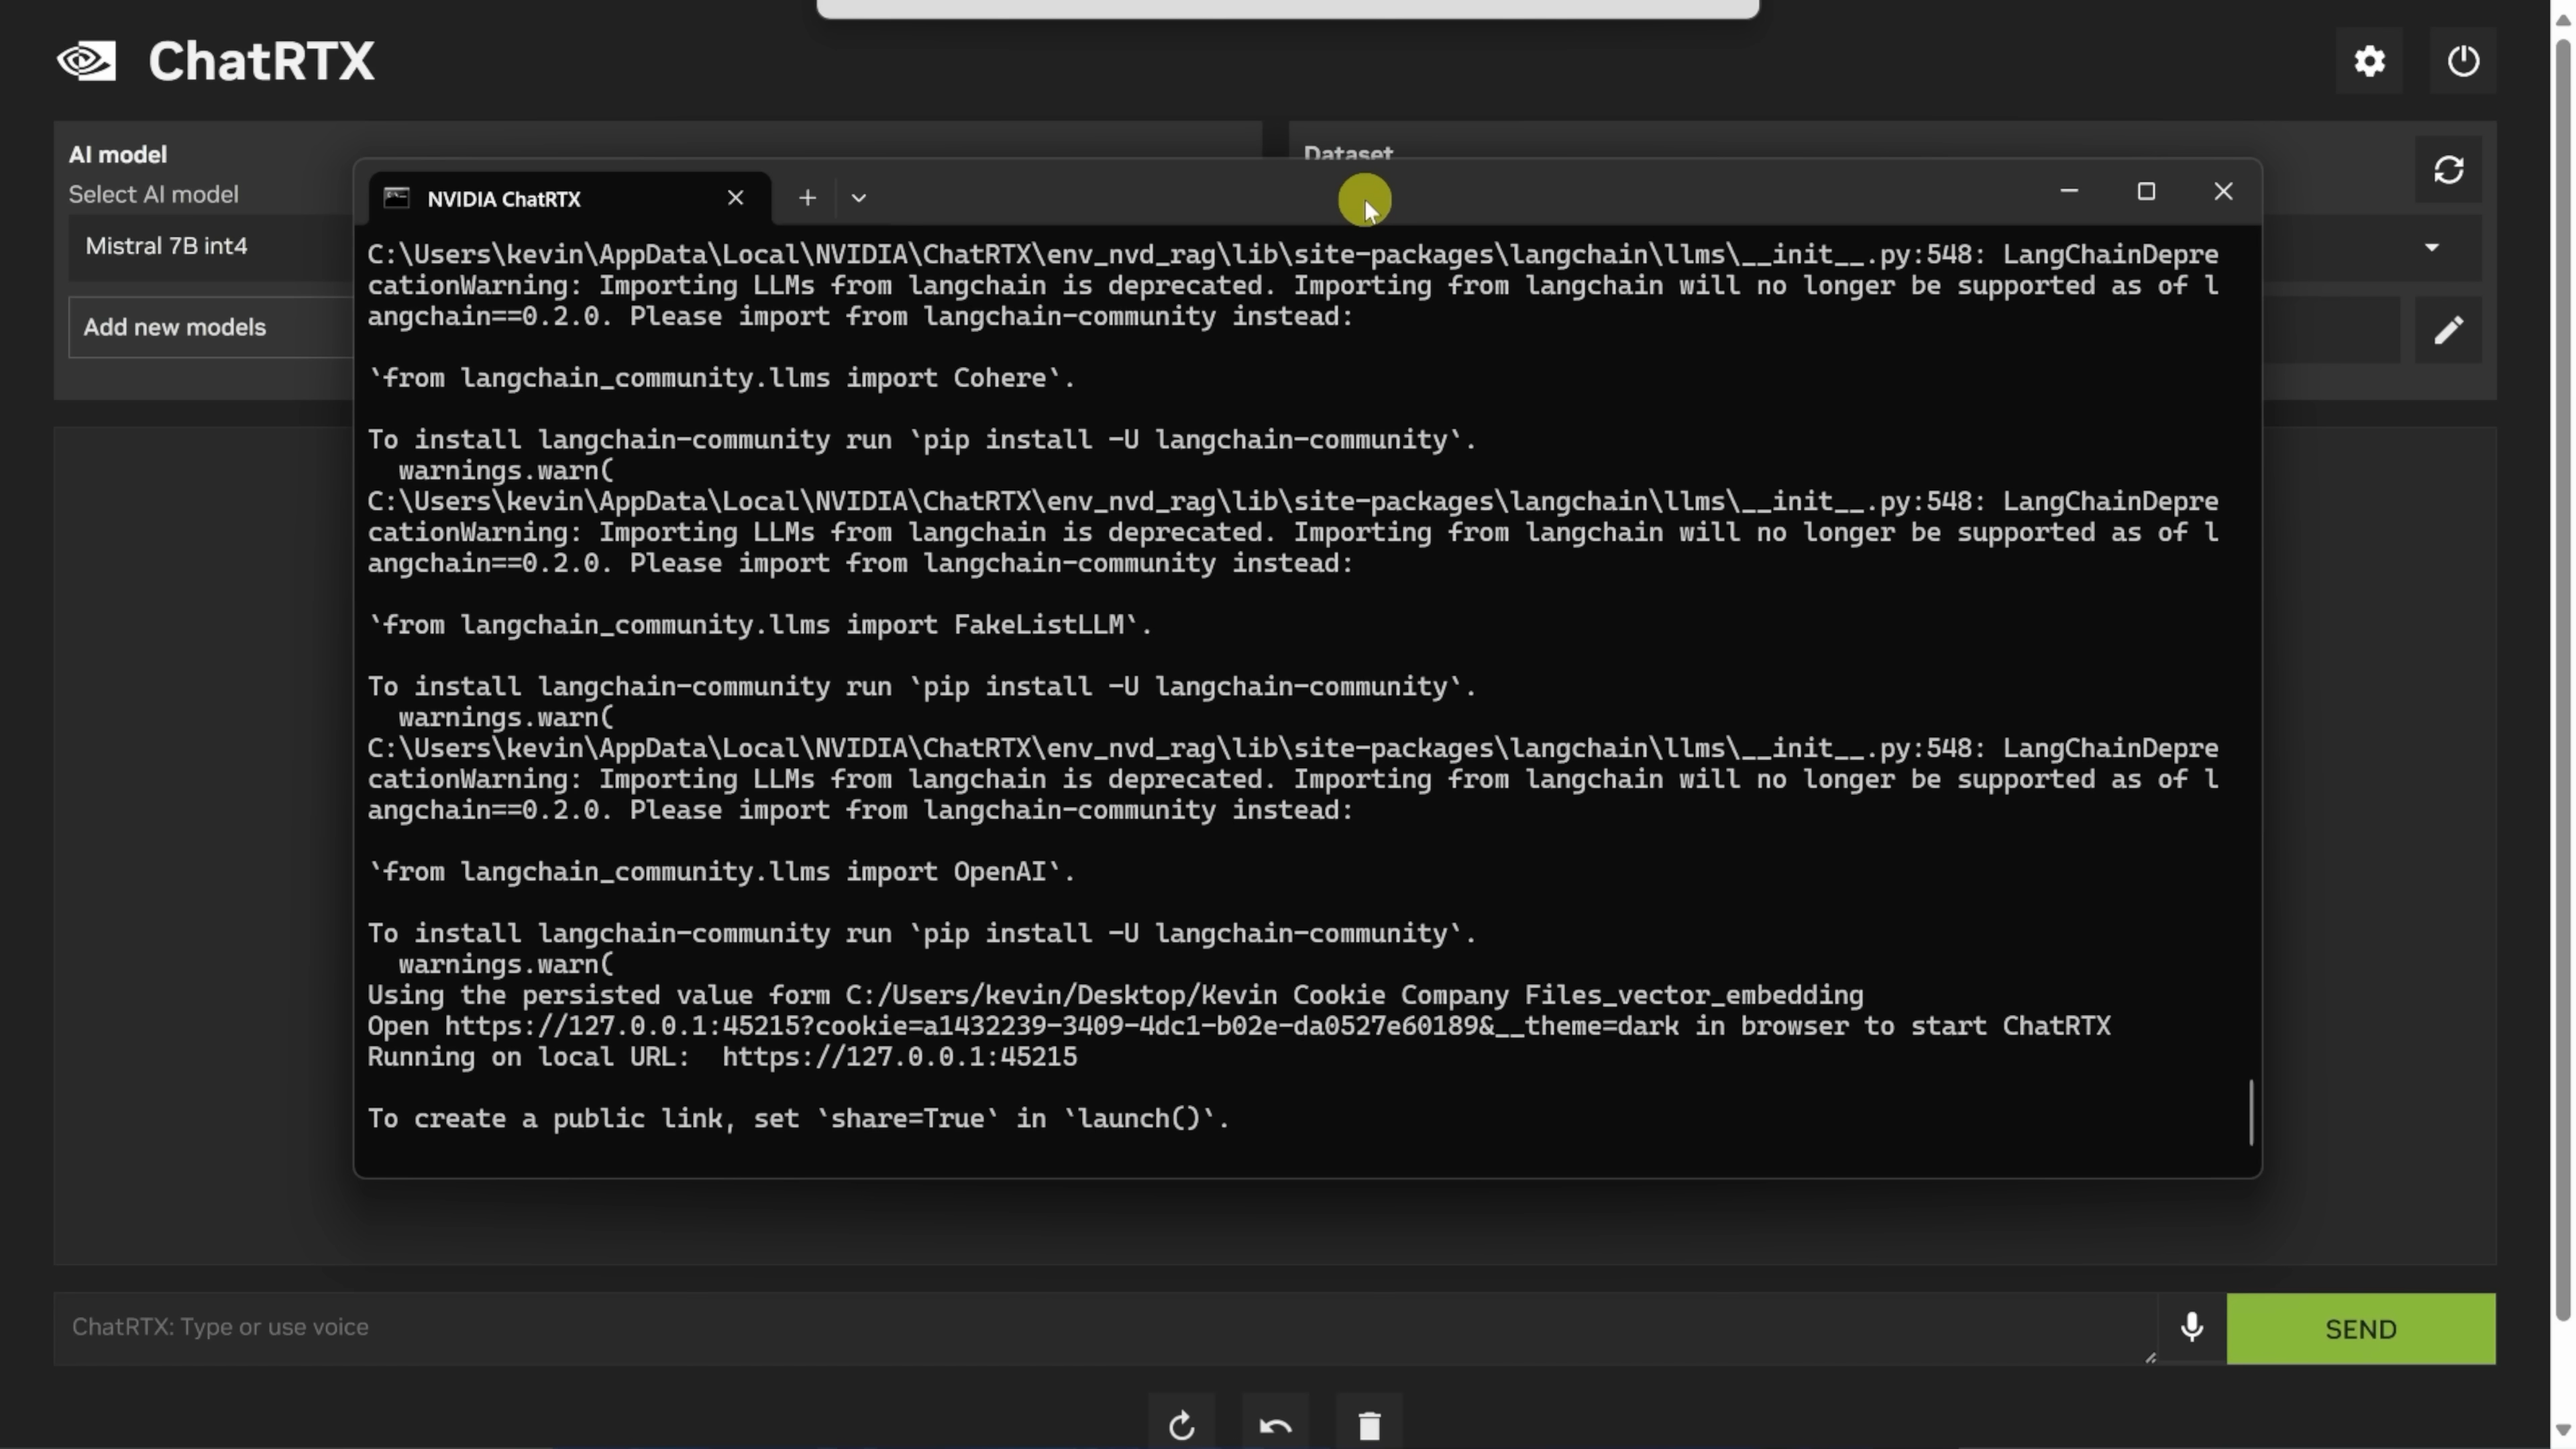 ChatRTX
AI model
Select AI model
Mistral 7B int4
Add new models
Dataset
NVIDIA ChatRTX
C:\Users\kevin\AppData\Local\NVIDIA\ChatRTX\env_nvd_rag\lib\site-packages\langchain\llms\__init__.py:548: LangChainDepre
cationWarning: Importing LLMs from langchain is deprecated. Importing from langchain will no longer be supported as of l
angchain==0.2.0. Please import from langchain-community instead:
`from langchain_community.llms import Cohere`.
To install langchain-community run `pip install -U langchain-community`.
warnings.warn(
C:\Users\kevin\AppData\Local\NVIDIA\ChatRTX\env_nvd_rag\lib\site-packages\langchain\llms\__init__.py:548: LangChainDepre
cationWarning: Importing LLMs from langchain is deprecated. Importing from langchain will no longer be supported as of l
angchain==0.2.0. Please import from langchain-community instead:
`from langchain_community.llms import FakeListLLM`.
To install langchain-community run `pip install -U langchain-community`.
warnings.warn(
C:\Users\kevin\AppData\Local\NVIDIA\ChatRTX\env_nvd_rag\lib\site-packages\langchain\llms\__init__.py:548: LangChainDepre
cationWarning: Importing LLMs from langchain is deprecated. Importing from langchain will no longer be supported as of l
angchain==0.2.0. Please import from langchain-community instead:
`from langchain_community.llms import OpenAI`.
To install langchain-community run `pip install -U langchain-community`.
warnings.warn(
Using the persisted value form C:/Users/kevin/Desktop/Kevin Cookie Company Files_vector_embedding
Open https://127.0.0.1:45215?cookie=a1432239-3409-4dc1-b02e-da0527e60189&__theme=dark in browser to start ChatRTX
Running on local URL:  https://127.0.0.1:45215
To create a public link, set `share=True` in `launch()`.
ChatRTX: Type or use voice
SEND